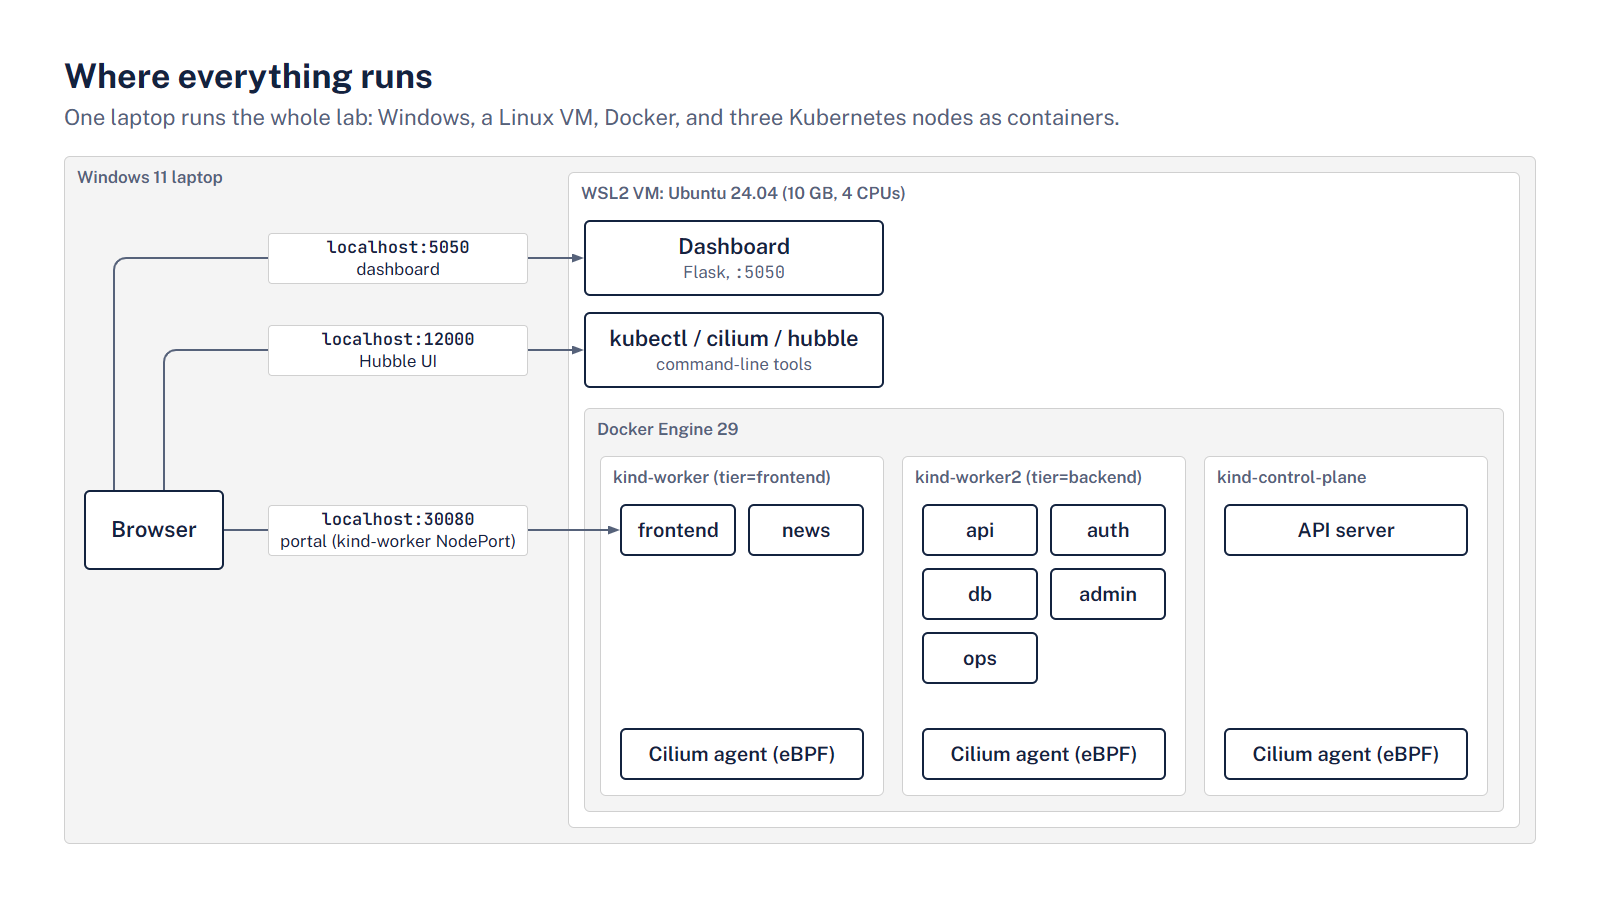 Where everything runs
One laptop runs the whole lab: Windows, a Linux VM, Docker, and three Kubernetes nodes as containers.
Windows 11 laptop
WSL2 VM: Ubuntu 24.04 (10 GB, 4 CPUs)
localhost:5050
dashboard
Dashboard
Flask, :5050
localhost:12000
Hubble UI
kubectl / cilium / hubble
command-line tools
Docker Engine 29
kind-worker (tier=frontend)
kind-worker2 (tier=backend)
kind-control-plane
Browser
localhost:30080
portal (kind-worker NodePort)
frontend
news
api
auth
API server
db
admin
ops
Cilium agent (eBPF)
Cilium agent (eBPF)
Cilium agent (eBPF)